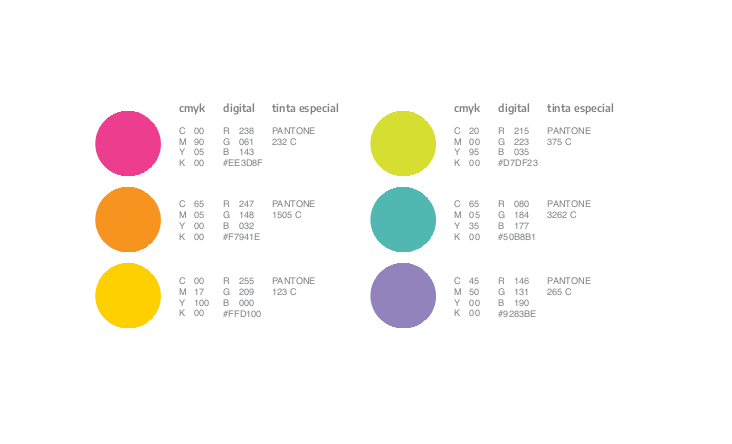 cmyk digital tinta especial
C 00 R 238 PANTONE
M 90 G 061 232 C
Y 05 B 143
K 00 #EE3D8F
C 65 R 247 PANTONE
M 05 G 148 1505 C
Y 00 B 032
K 00 #F7941E
C 00 R 255 PANTONE
M 17 G 209 123 C
Y 100 B 000
K 00 #FFD100
cmyk digital tinta especial
C 20 R 215 PANTONE
M 00 G 223 375 C
Y 95 B 035
K 00 #D7DF23
C 65 R 080 PANTONE
M 05 G 184 3262 C
Y 35 B 177
K 00 #50B8B1
C 45 R 146 PANTONE
M 50 G 131 265 C
Y 00 B 190
K 00 #9283BE